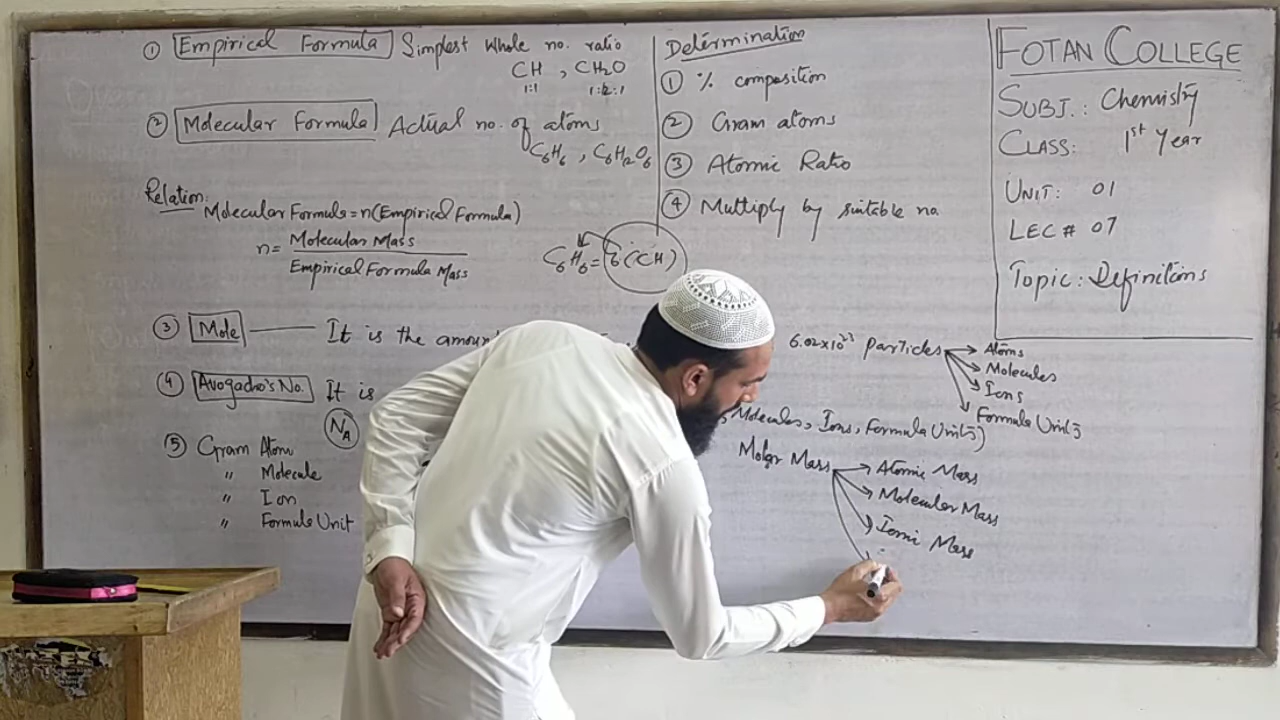 ① Empirical Formula Simplest Whole no. ratio
CH , CH₂O
1:1 1:2:1
② Molecular Formula Actual no. of atoms
C₆H₆ , C₆H₁₂O₆
Relation:
Molecular Formula = n(Empirical Formula)
n = Molecular Mass
Empirical Formula Mass
C₆H₆ = 6(CH)
Determination
① % composition
② Gram atoms
③ Atomic Ratio
④ Multiply by suitable no.
FOTAN COLLEGE
SUBJ.: Chemistry
CLASS: 1st Year
UNIT: 01
LEC # 07
Topic: Definitions
③ Mole It is the amoun
6.02×10²³ particles
Atoms
Molecules
Ions
Formula Units
④ Avogadro's No. It is
N_A
, Molecules, Ions, Formula Units)
⑤ Gram Atom
" Molecule
" Ion
" Formula Unit
Molar Mass
Atomic Mass
Molecular Mass
Ionic Mass